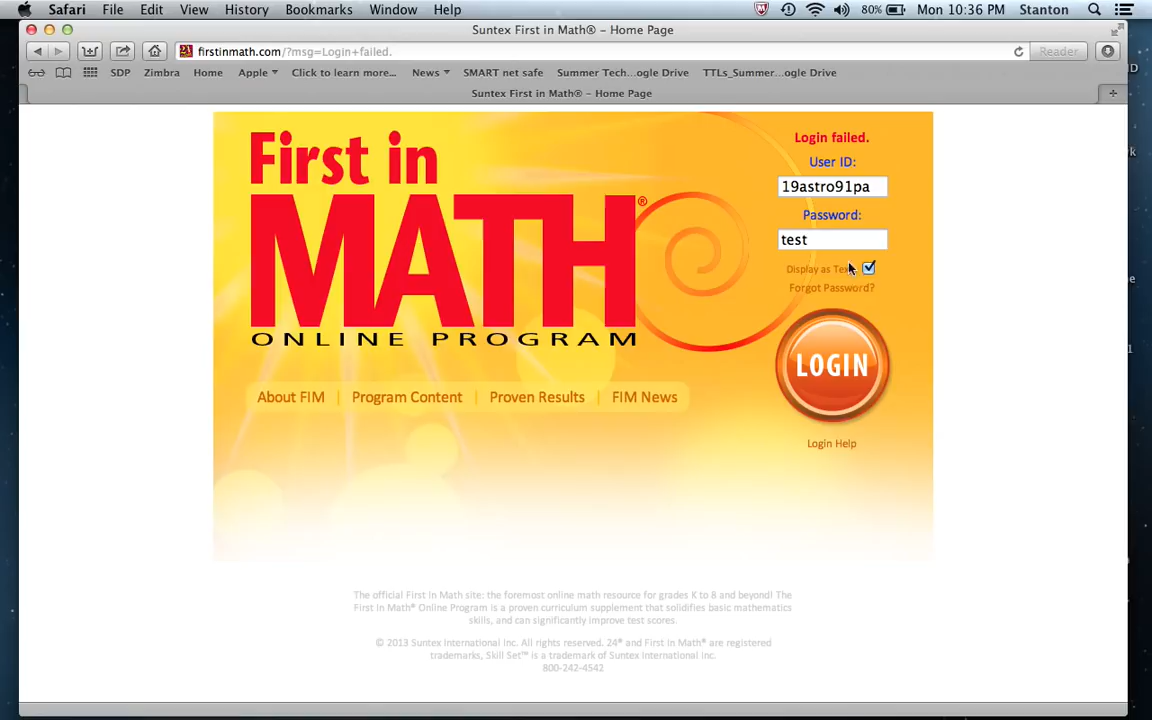 Safari File Edit View History Bookmarks Window Help 80% Mon 10:36 PM Stanton
Suntex First in Math® – Home Page
firstinmath.com/?msg=Login+failed. Reader
SDP Zimbra Home Apple Click to learn more... News SMART net safe Summer Tech...ogle Drive TTLs_Summer...ogle Drive
Suntex First in Math® – Home Page
First in
MATH®
ONLINE PROGRAM
About FIM | Program Content | Proven Results | FIM News
Login failed.
User ID:
19astro91pa
Password:
test
Display as
Forgot Password?
LOGIN
Login Help
The official First In Math site: the foremost online math resource for grades K to 8 and beyond! The
First In Math® Online Program is a proven curriculum supplement that solidifies basic mathematics
skills, and can significantly improve test scores.
© 2013 Suntex International Inc. All rights reserved. 24® and First in Math® are registered
trademarks, Skill Set™ is a trademark of Suntex International Inc.
800-242-4542